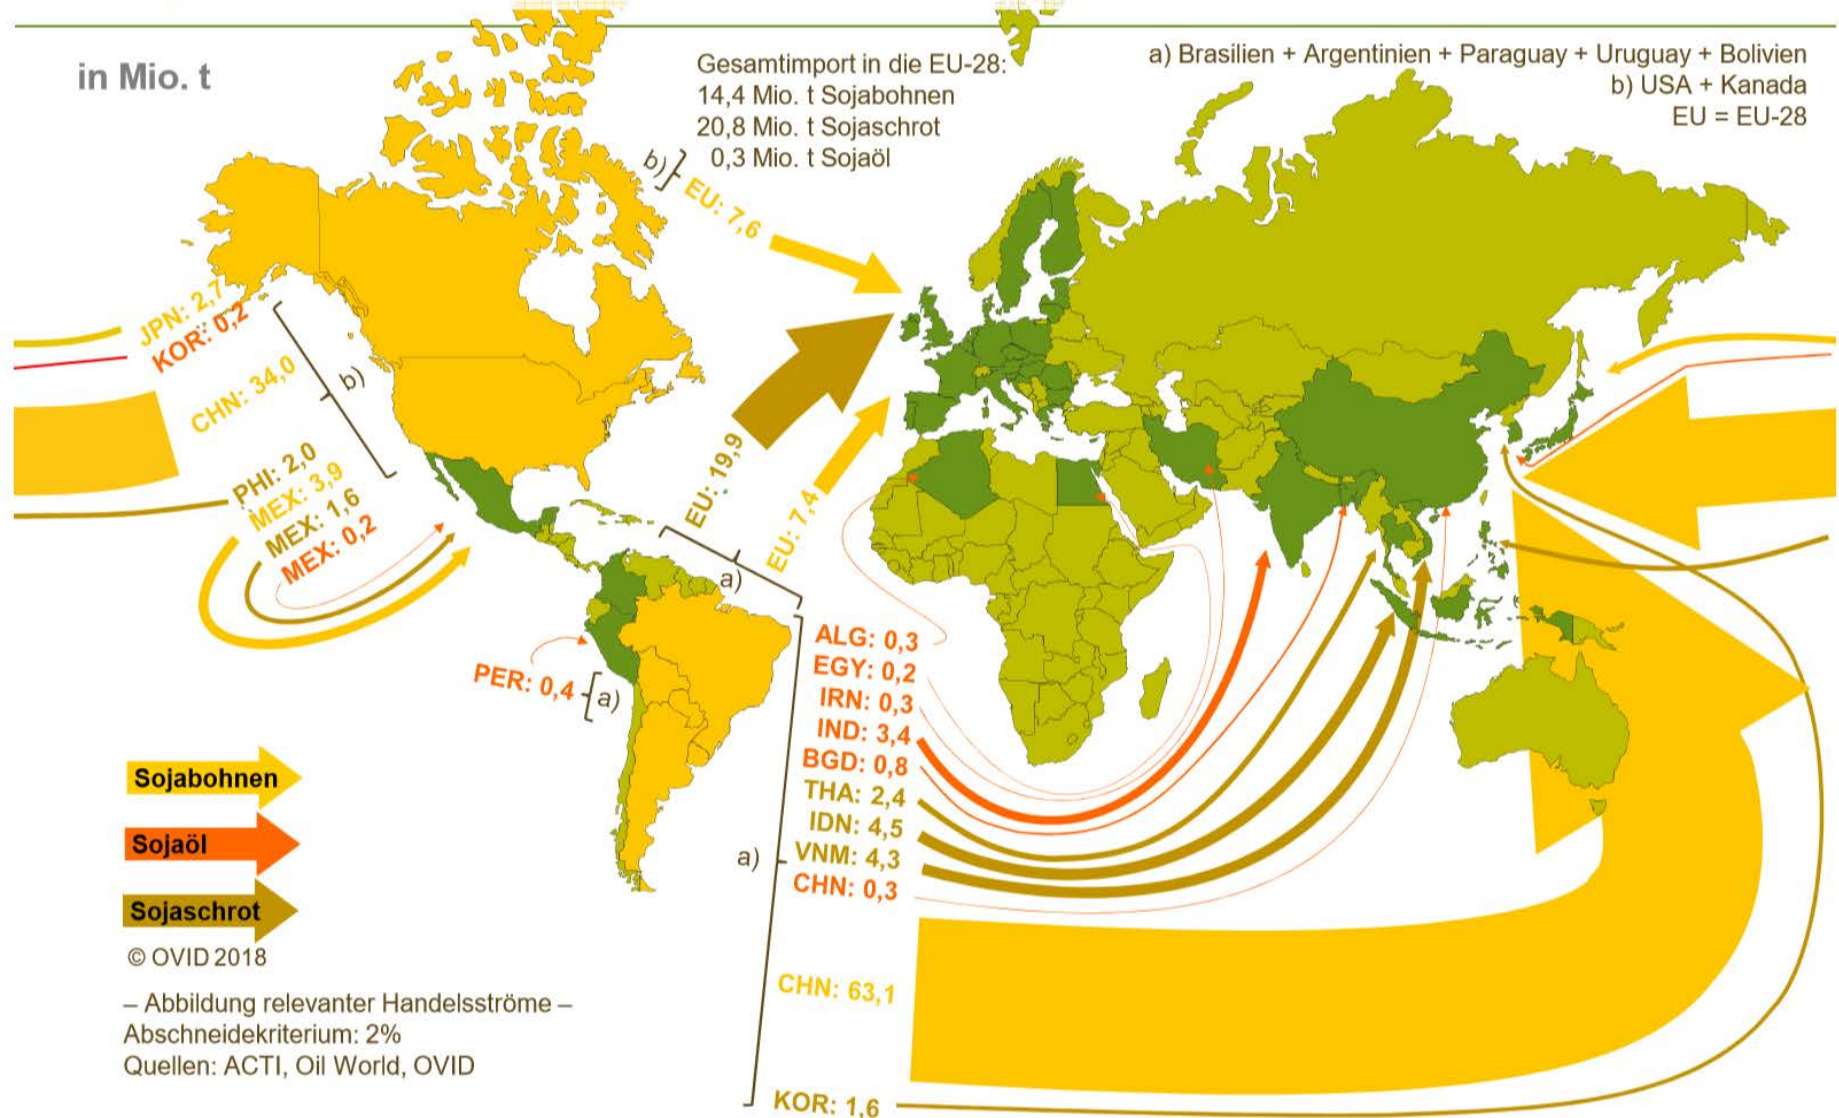 in Mio. t
Gesamtimport in die EU-28:
14,4 Mio. t Sojabohnen
20,8 Mio. t Sojaschrot
0,3 Mio. t Sojaöl
a) Brasilien + Argentinien + Paraguay + Uruguay + Bolivien
b) USA + Kanada
EU = EU-28
b)
EU: 7,6
JPN: 2,7
KOR: 0,2
CHN: 34,0
b)
PHI: 2,0
MEX: 3,9
MEX: 1,6
MEX: 0,2
EU: 19,9
EU: 7,4
a)
PER: 0,4
a)
ALG: 0,3
EGY: 0,2
IRN: 0,3
IND: 3,4
BGD: 0,8
THA: 2,4
IDN: 4,5
VNM: 4,3
CHN: 0,3
a)
CHN: 63,1
KOR: 1,6
Sojabohnen
Sojaöl
Sojaschrot
© OVID 2018
– Abbildung relevanter Handelsströme –
Abschneidekriterium: 2%
Quellen: ACTI, Oil World, OVID